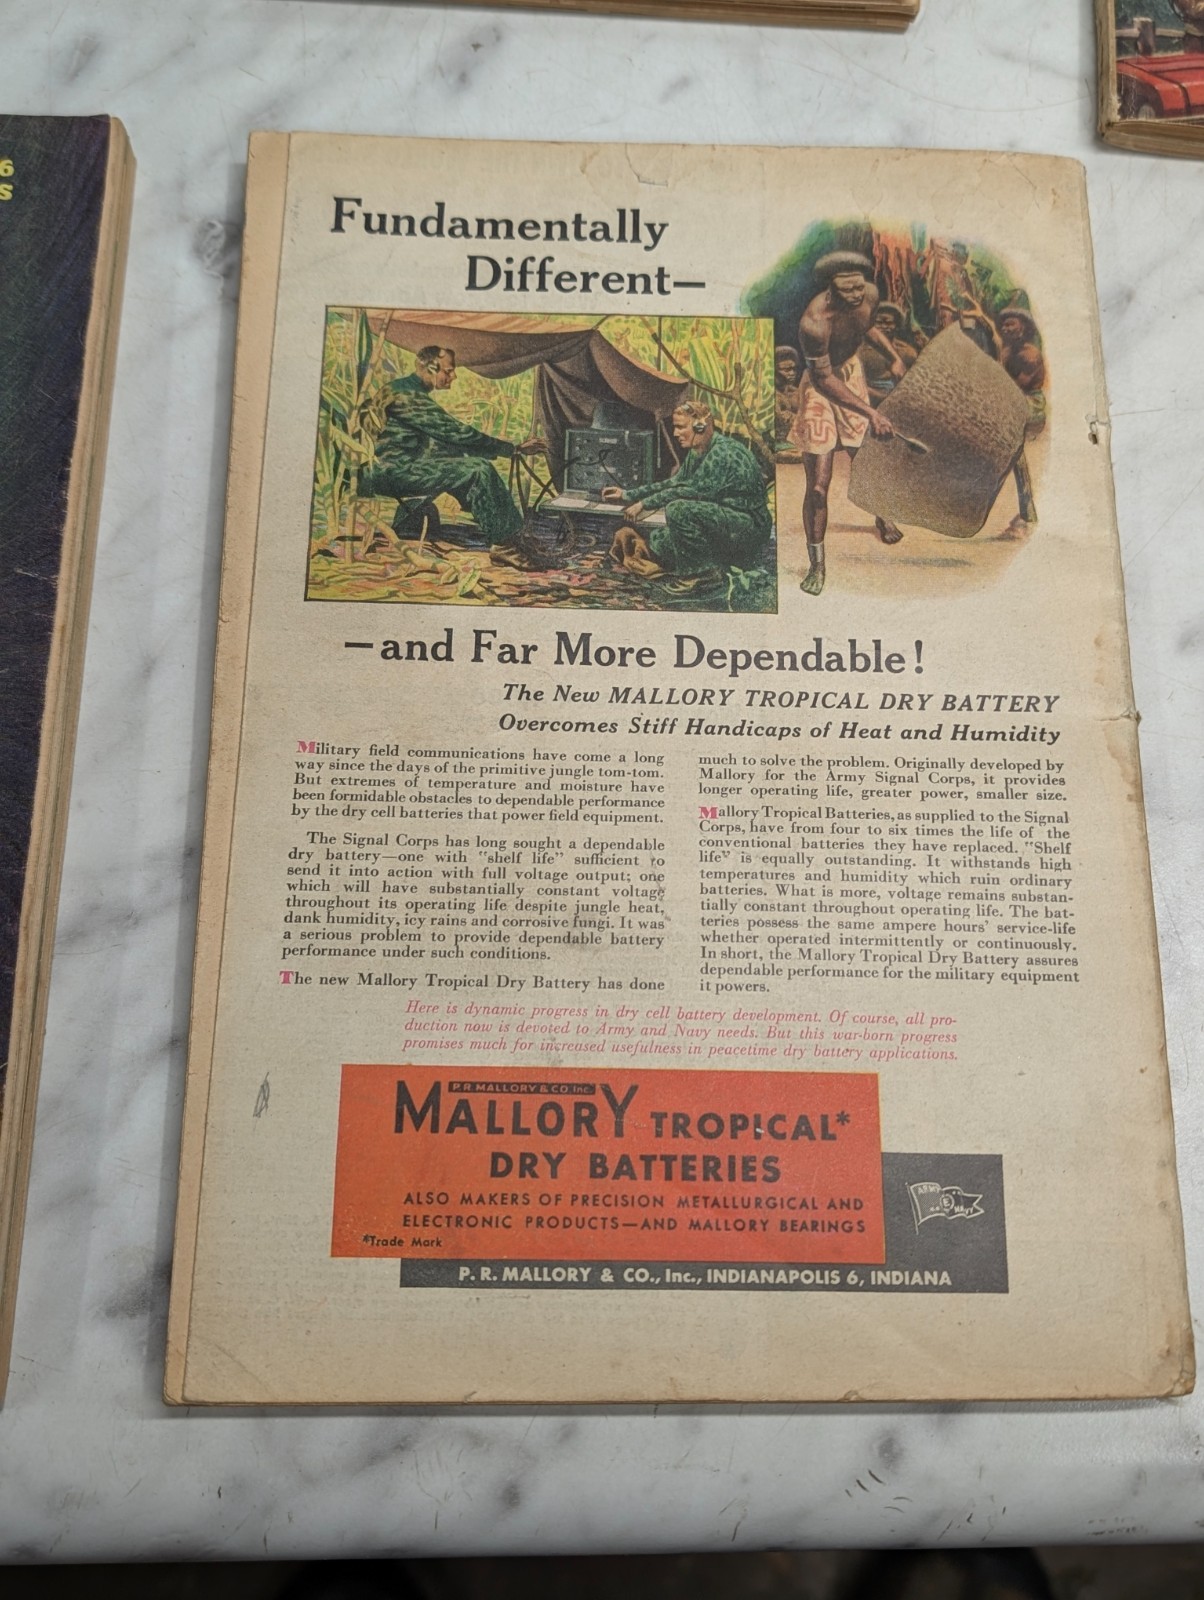 6
S
Fundamentally
Different—
—and Far More Dependable!
The New MALLORY TROPICAL DRY BATTERY
Overcomes Stiff Handicaps of Heat and Humidity
Military field communications have come a long
way since the days of the primitive jungle tom-tom.
But extremes of temperature and moisture have
been formidable obstacles to dependable performance
by the dry cell batteries that power field equipment.
The Signal Corps has long sought a dependable
dry battery—one with "shelf life" sufficient to
send it into action with full voltage output; one
which will have substantially constant voltage
throughout its operating life despite jungle heat,
dank humidity, icy rains and corrosive fungi. It was
a serious problem to provide dependable battery
performance under such conditions.
The new Mallory Tropical Dry Battery has done
much to solve the problem. Originally developed by
Mallory for the Army Signal Corps, it provides
longer operating life, greater power, smaller size.
Mallory Tropical Batteries, as supplied to the Signal
Corps, have from four to six times the life of the
conventional batteries they have replaced. "Shelf
life" is equally outstanding. It withstands high
temperatures and humidity which ruin ordinary
batteries. What is more, voltage remains substan-
tially constant throughout operating life. The bat-
teries possess the same ampere hours' service-life
whether operated intermittently or continuously.
In short, the Mallory Tropical Dry Battery assures
dependable performance for the military equipment
it powers.
Here is dynamic progress in dry cell battery development. Of course, all pro-
duction now is devoted to Army and Navy needs. But this war-born progress
promises much for increased usefulness in peacetime dry battery applications.
P. R. MALLORY & CO. Inc.
MALLORY TROPICAL*
DRY BATTERIES
ALSO MAKERS OF PRECISION METALLURGICAL AND
ELECTRONIC PRODUCTS—AND MALLORY BEARINGS
*Trade Mark
ARMY
E
NAVY
P. R. MALLORY & CO., Inc., INDIANAPOLIS 6, INDIANA